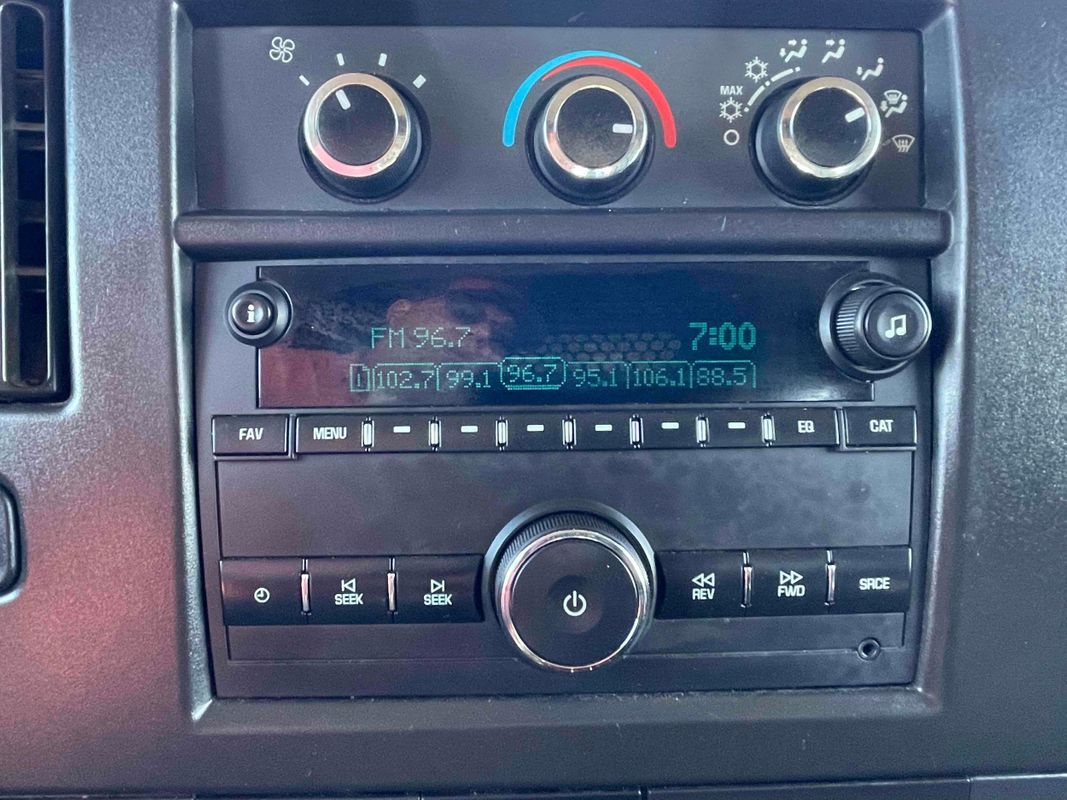 MAX
FM 96.7 7:00
1 102.7 99.1 96.7 95.1 106.1 88.5
i
FAV MENU EQ CAT
SEEK SEEK REV FWD SRCE